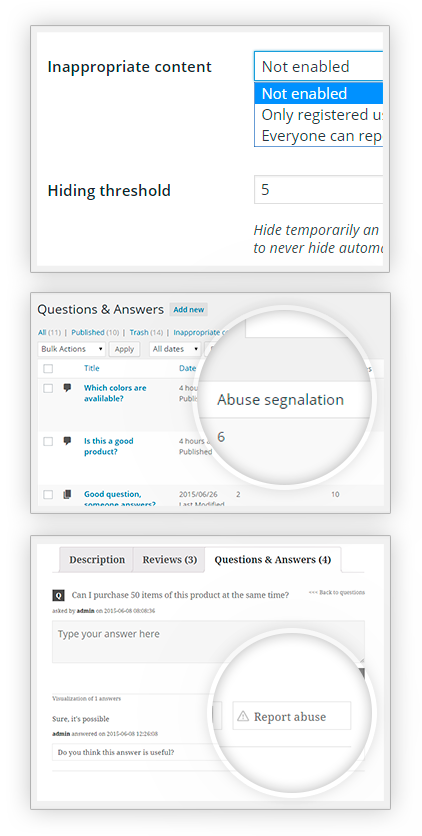 Inappropriate content Not enabled
Not enabled
Only registered
Everyone can rep
Hiding threshold 5
Hide temporarily an
to never hide
Questions & Answers Add new
All (11) | Published (10) | Trash (14) | Inappropriate
Bulk Actions Apply All dates
Title Date
Which colors are
avalilable?
4 hou
Publi
Abuse segnalation
Is this a good
product?
4 hours
Published
6
Good question,
someone answers?
2015/06/26
Last Modified
2 10
Description Reviews (3) Questions & Answers (4)
Q Can I purchase 50 items of this product at the same time? <<< Back to questions
asked by admin on 2015-06-08 08:08:36
Type your answer here
Visualization of 1 answers
Report abuse
Sure, it's possible
admin answered on 2015-06-08 12:26:08
Do you think this answer is useful?